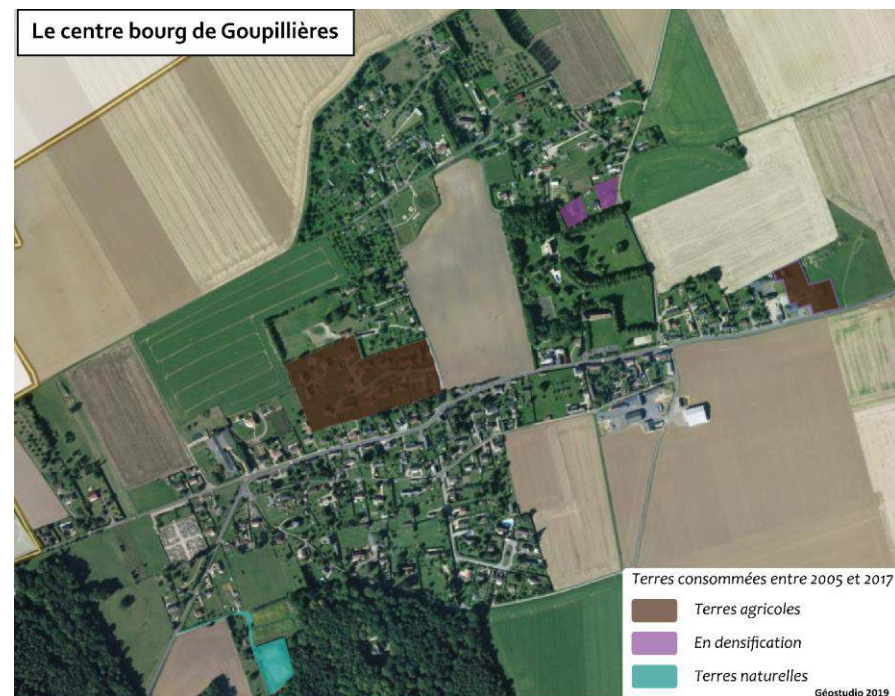 Le centre bourg de Goupillières
Terres consommées entre 2005 et 2017
Terres agricoles
En densification
Terres naturelles
Géostudio 2019